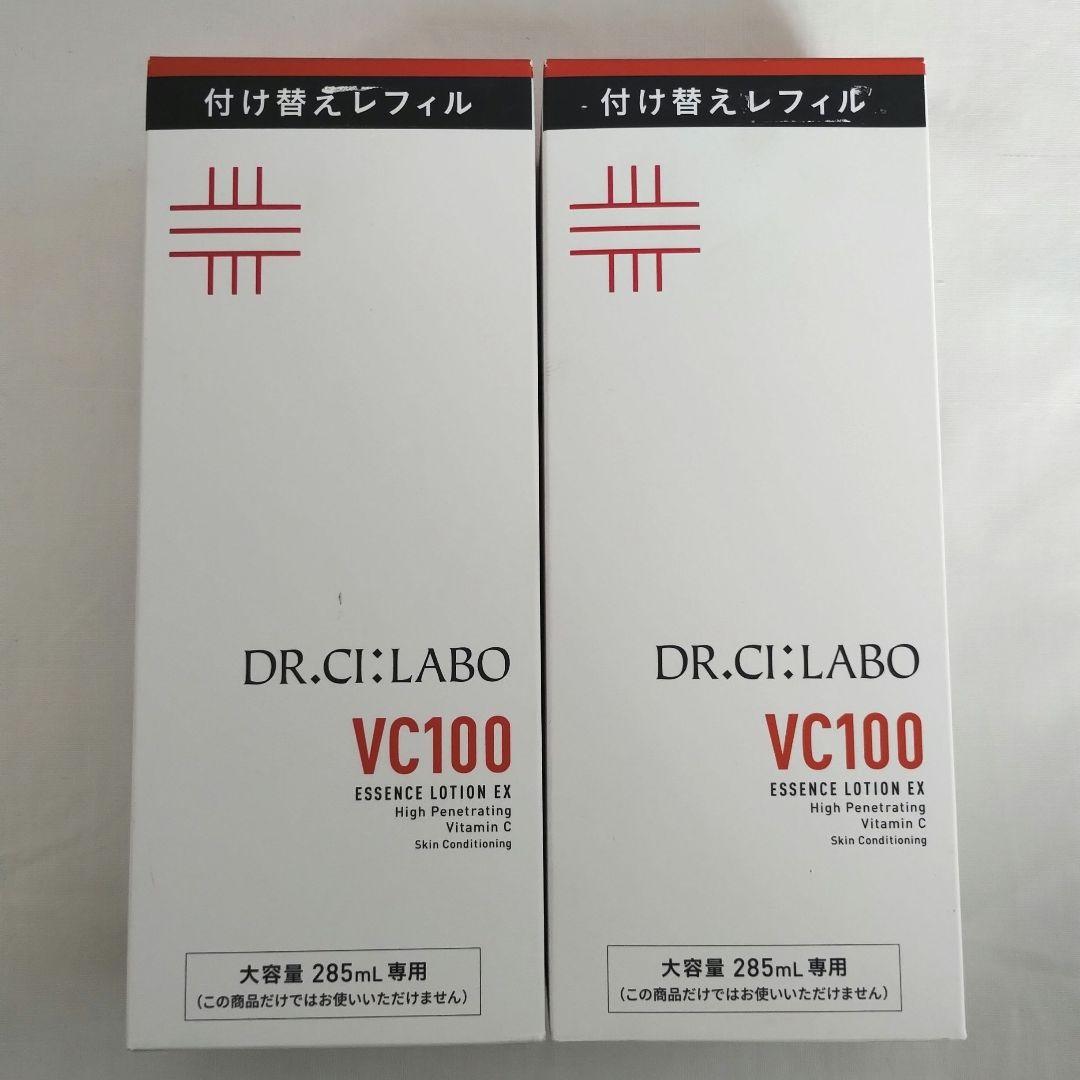 付け替えレフィル
DR.CI:LABO
VC100
ESSENCE LOTION EX
High Penetrating
Vitamin C
Skin Conditioning
大容量 285mL 専用
(この商品だけではお使いいただけません)
付け替えレフィル
DR.CI:LABO
VC100
ESSENCE LOTION EX
High Penetrating
Vitamin C
Skin Conditioning
大容量 285mL 専用
(この商品だけではお使いいただけません)